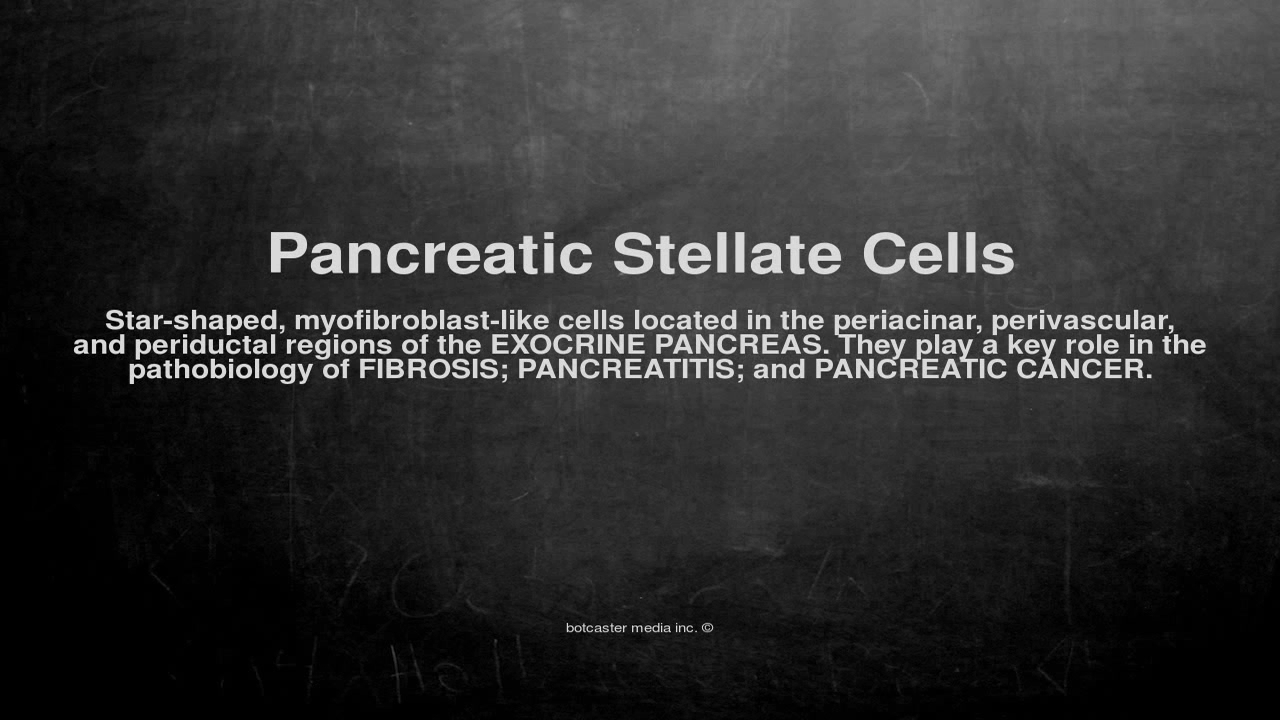 Pancreatic Stellate Cells
Star-shaped, myofibroblast-like cells located in the periacinar, perivascular,
and periductal regions of the EXOCRINE PANCREAS. They play a key role in the
pathobiology of FIBROSIS; PANCREATITIS; and PANCREATIC CANCER.
botcaster media inc. ©